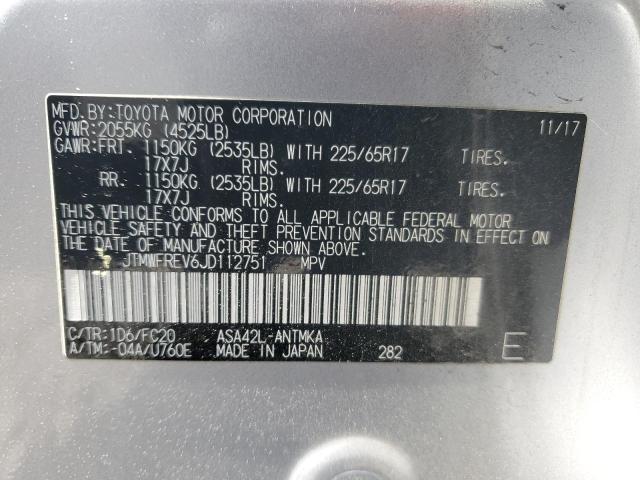 MFD.BY:TOYOTA MOTOR CORPORATION 11/17
GVWR:2055KG (4525LB)
GAWR:FRT. 1150KG (2535LB) WITH 225/65R17 TIRES.
17X7J RIMS.
RR. 1150KG (2535LB) WITH 225/65R17 TIRES.
17X7J RIMS.
THIS VEHICLE CONFORMS TO ALL APPLICABLE FEDERAL MOTOR
VEHICLE SAFETY AND THEFT PREVENTION STANDARDS IN EFFECT ON
THE DATE OF MANUFACTURE SHOWN ABOVE.
JTMWFREV6JD112751 MPV
C/TR:1D6/FC20 ASA42L-ANTMKA
A/TM:-04A/U760E MADE IN JAPAN 282 E